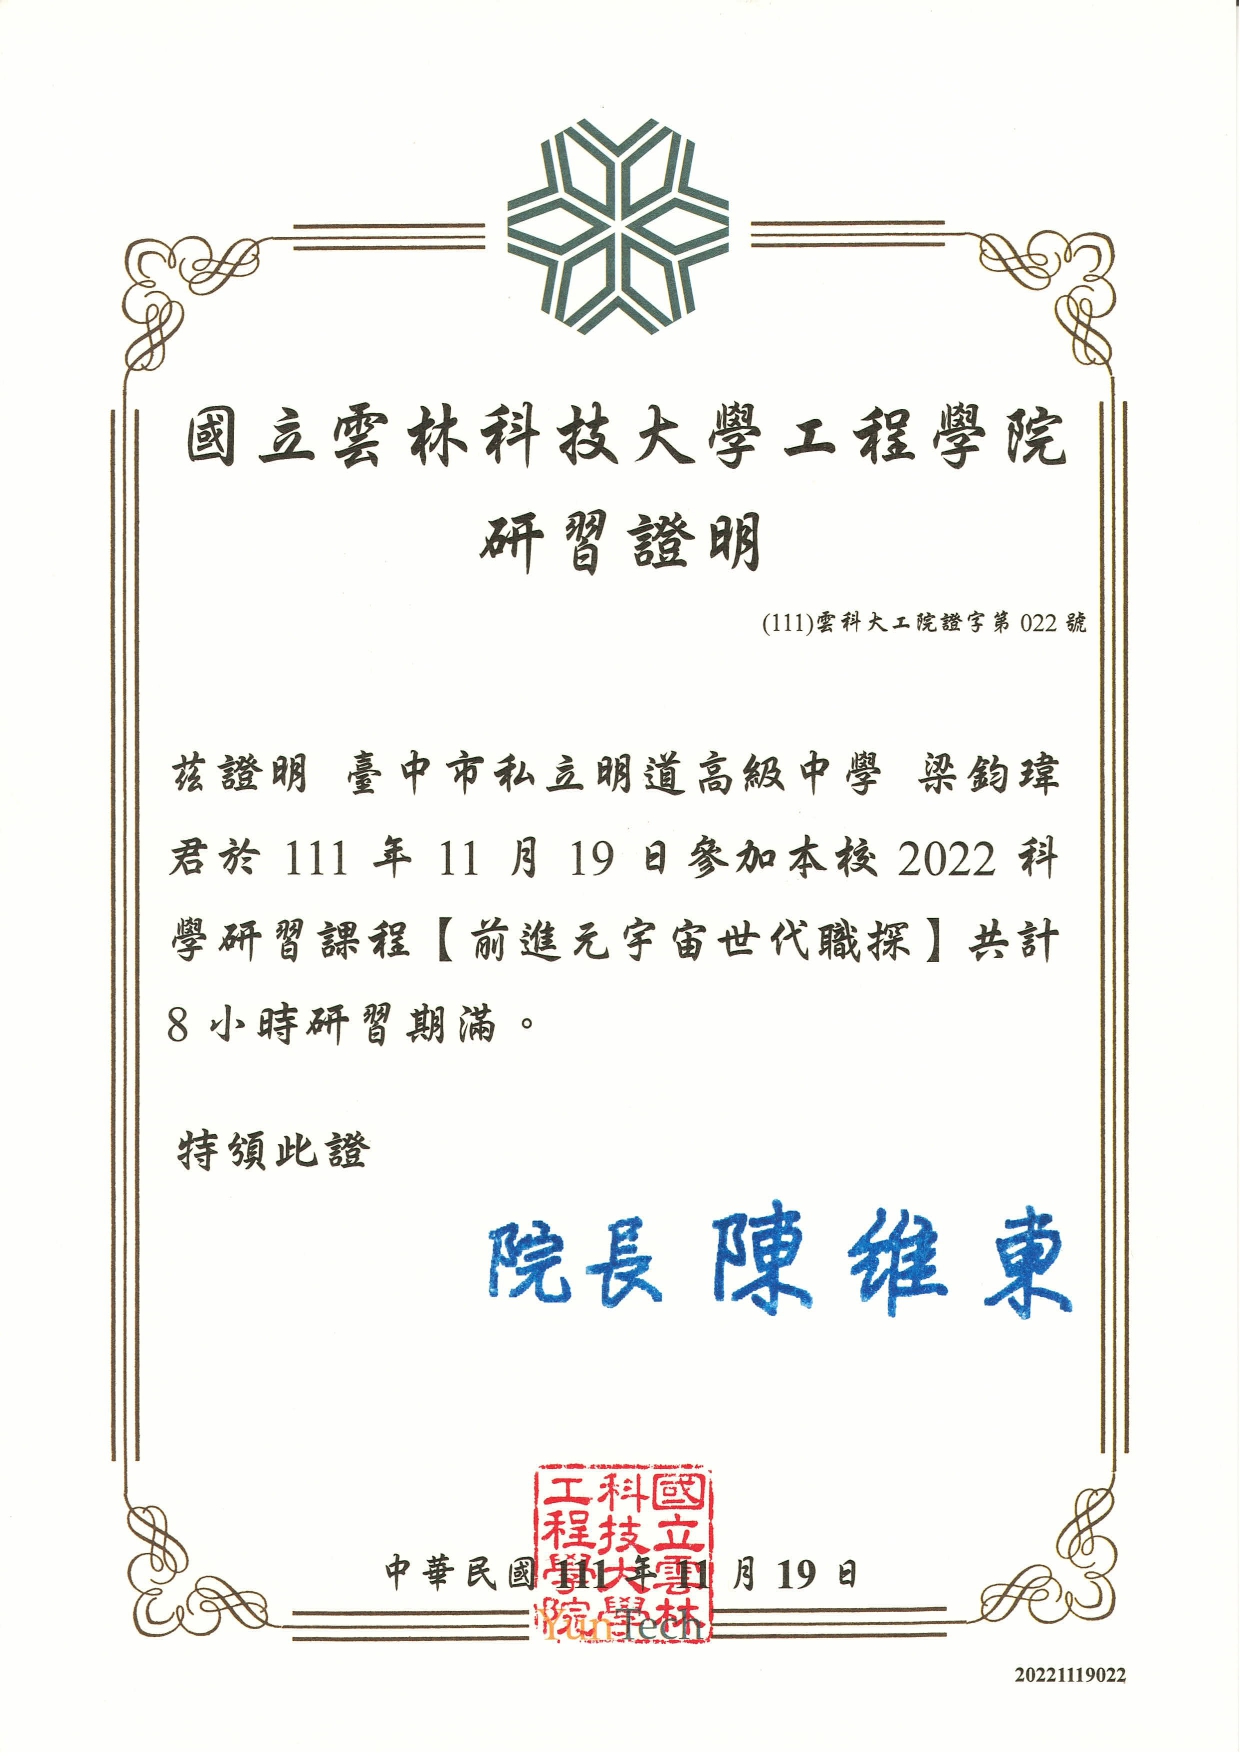 國立雲林科技大學工程學院
研習證明
(111)雲科大工院證字第 022 號
茲證明 臺中市私立明道高級中學 梁鈞瑋
君於 111 年 11 月 19 日參加本校 2022 科
學研習課程【前進元宇宙世代職探】共計
8 小時研習期滿。
特頒此證
院長 陳維東
國立雲林
科技大學
工程學院
中華民國 111 年 11 月 19 日
YunTech
20221119022